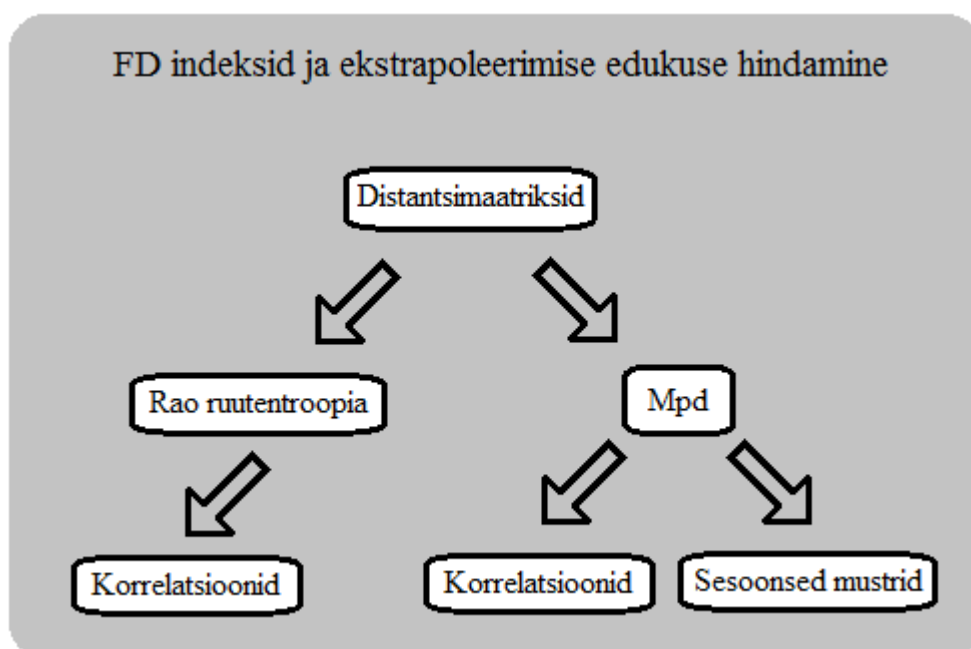 FD indeksid ja ekstrapoleerimise edukuse hindamine
Distantsimaatriksid
Rao ruutentroopia
Mpd
Korrelatsioonid
Korrelatsioonid
Sesoonsed mustrid